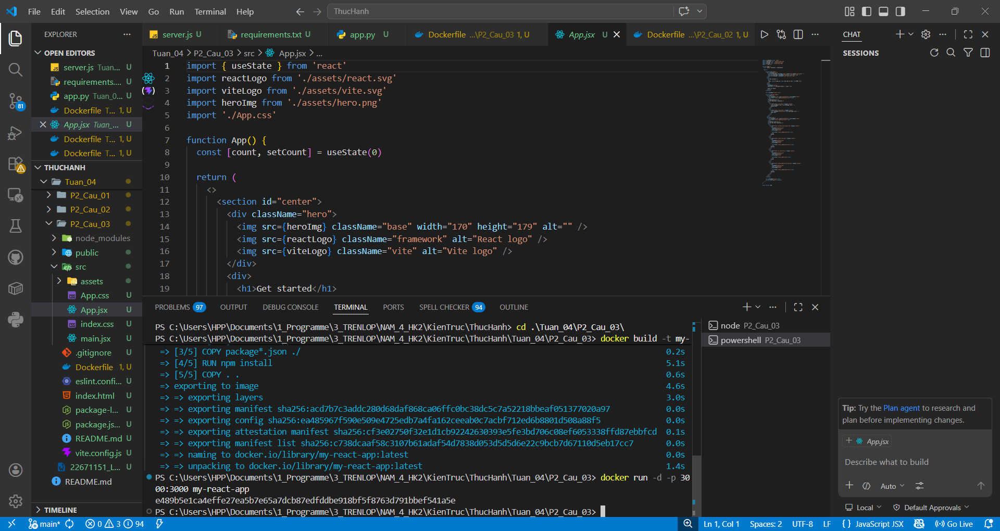 File Edit Selection View Go Run Terminal Help
ThucHanh
EXPLORER
OPEN EDITORS
server.js Tuan... U
requirements.... U
app.py Tuan_0... U
Dockerfile T... 1, U
App.jsx Tuan_... U
Dockerfile T... 1, U
Dockerfile T... 1, U
THUCHANH
Tuan_04
P2_Cau_01
P2_Cau_02
P2_Cau_03
node_modules
public
src
assets
App.css U
App.jsx U
index.css U
main.jsx U
.gitignore U
Dockerfile 1, U
eslint.confi... U
index.html U
package-l... U
package.js... U
README.md U
vite.config.js U
22671151_L... U
README.md
TIMELINE
81
server.js U
requirements.txt U
app.py U
Dockerfile ...\P2_Cau_03 1, U
App.jsx U
Dockerfile ...\P2_Cau_02 1, U
Tuan_04 > P2_Cau_03 > src > App.jsx > ...
1 import { useState } from 'react'
2 import reactLogo from './assets/react.svg'
3 import viteLogo from './assets/vite.svg'
4 import heroImg from './assets/hero.png'
5 import './App.css'
6
7 function App() {
8 const [count, setCount] = useState(0)
9
10 return (
11 <>
12 <section id="center">
13 <div className="hero">
14 <img src={heroImg} className="base" width="170" height="179" alt="" />
15 <img src={reactLogo} className="framework" alt="React logo" />
16 <img src={viteLogo} className="vite" alt="Vite logo" />
17 </div>
18 <div>
19 <h1>Get started</h1>
PROBLEMS 97 OUTPUT DEBUG CONSOLE TERMINAL PORTS SPELL CHECKER 94 OUTLINE
PS C:\Users\HPP\Documents\1_Programme\3_TRENLOP\NAM_4_HK2\KienTruc\ThucHanh> cd .\Tuan_04\P2_Cau_03\
PS C:\Users\HPP\Documents\1_Programme\3_TRENLOP\NAM_4_HK2\KienTruc\ThucHanh\Tuan_04\P2_Cau_03> docker build -t my-
=> [3/5] COPY package*.json ./ 0.2s
=> [4/5] RUN npm install 5.1s
=> [5/5] COPY . . 0.6s
=> exporting to image 4.6s
=> => exporting layers 3.0s
=> => exporting manifest sha256:acd7b7c3addc280d68daf868ca06ffc0bc38dc5c7a52218bbeaf051377020a97 0.0s
=> => exporting config sha256:ea485967f590e509e4725edb7a4fa162ceeab0c7acbf712ed6b8801d508a88f5 0.0s
=> => exporting attestation manifest sha256:cf3e02750f32e1d1cb92242630393e5fe3bd706c08ef6053338ffd87ebbfcd 0.1s
=> => exporting manifest list sha256:c738dcaaf58c3107b61adaf54d7838d053d5d5d6e22c9bcb7d67110d5eb17cc7 0.0s
=> => naming to docker.io/library/my-react-app:latest 0.0s
=> => unpacking to docker.io/library/my-react-app:latest 1.4s
PS C:\Users\HPP\Documents\1_Programme\3_TRENLOP\NAM_4_HK2\KienTruc\ThucHanh\Tuan_04\P2_Cau_03> docker run -d -p 30
00:3000 my-react-app
e489b5e1ca4effe27ea5b7e65a7dcb87edfddbe918bf5f8763d791bbef541a5e
PS C:\Users\HPP\Documents\1_Programme\3_TRENLOP\NAM_4_HK2\KienTruc\ThucHanh\Tuan_04\P2_Cau_03>
node P2_Cau_03
powershell P2_Cau_03
CHAT
SESSIONS
Tip: Try the Plan agent to research and
plan before implementing changes.
App.jsx
Describe what to build
Auto
Local Default Approvals
main* 0 3 94
Ln 1, Col 1 Spaces: 2 UTF-8 LF { } JavaScript JSX Go Live